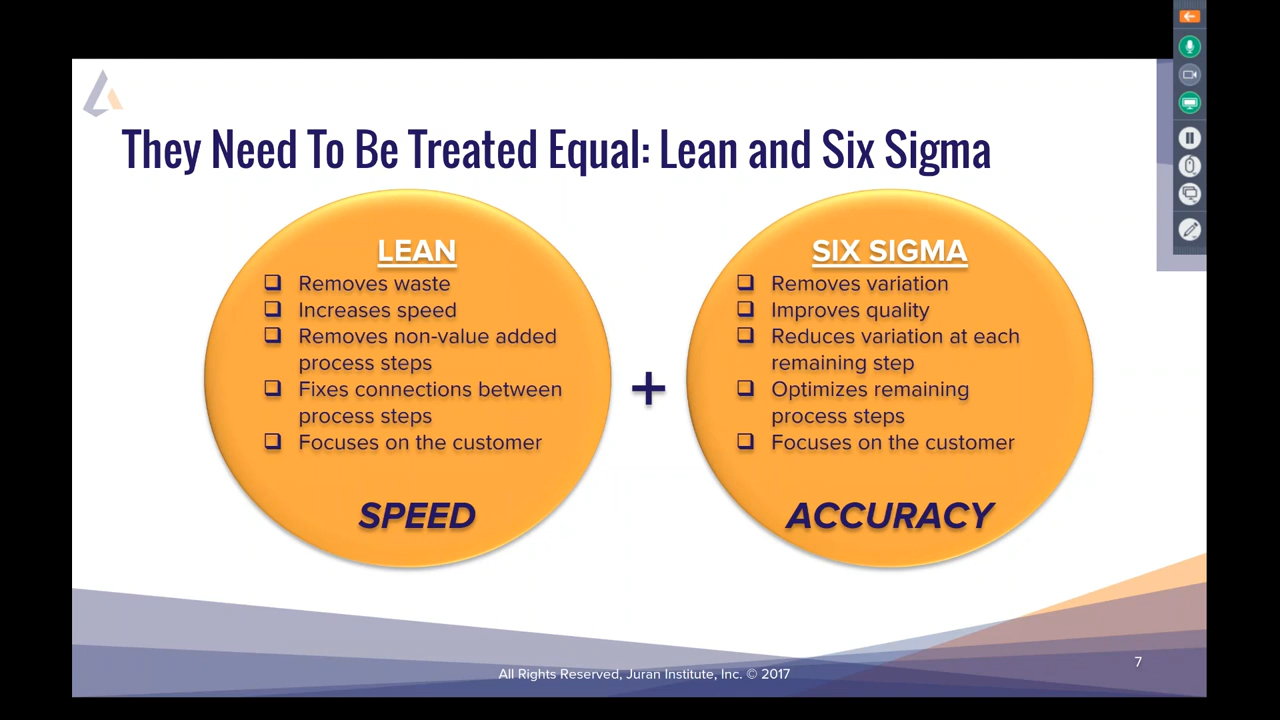 They Need To Be Treated Equal: Lean and Six Sigma
LEAN
❑ Removes waste
❑ Increases speed
❑ Removes non-value added
process steps
❑ Fixes connections between
process steps
❑ Focuses on the customer
SPEED
+
SIX SIGMA
❑ Removes variation
❑ Improves quality
❑ Reduces variation at each
remaining step
❑ Optimizes remaining
process steps
❑ Focuses on the customer
ACCURACY
7
All Rights Reserved, Juran Institute, Inc. © 2017